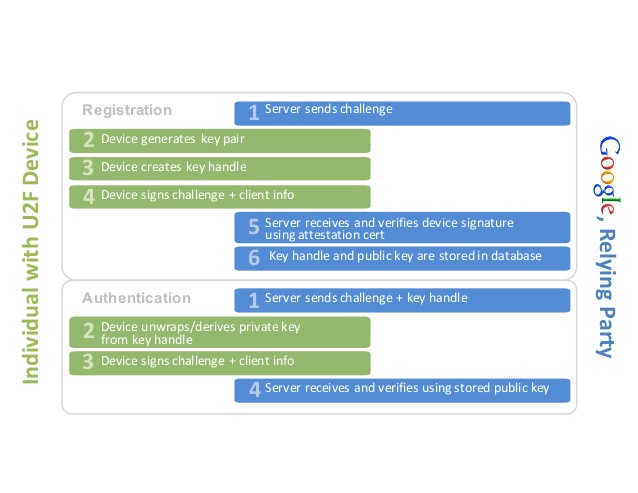 Individual with U2F Device
Registration
1 Server sends challenge
2 Device generates key pair
3 Device creates key handle
4 Device signs challenge + client info
5 Server receives and verifies device signature
using attestation cert
6 Key handle and public key are stored in database
Authentication
1 Server sends challenge + key handle
2 Device unwraps/derives private key
from key handle
3 Device signs challenge + client info
4 Server receives and verifies using stored public key
Google, Relying Party